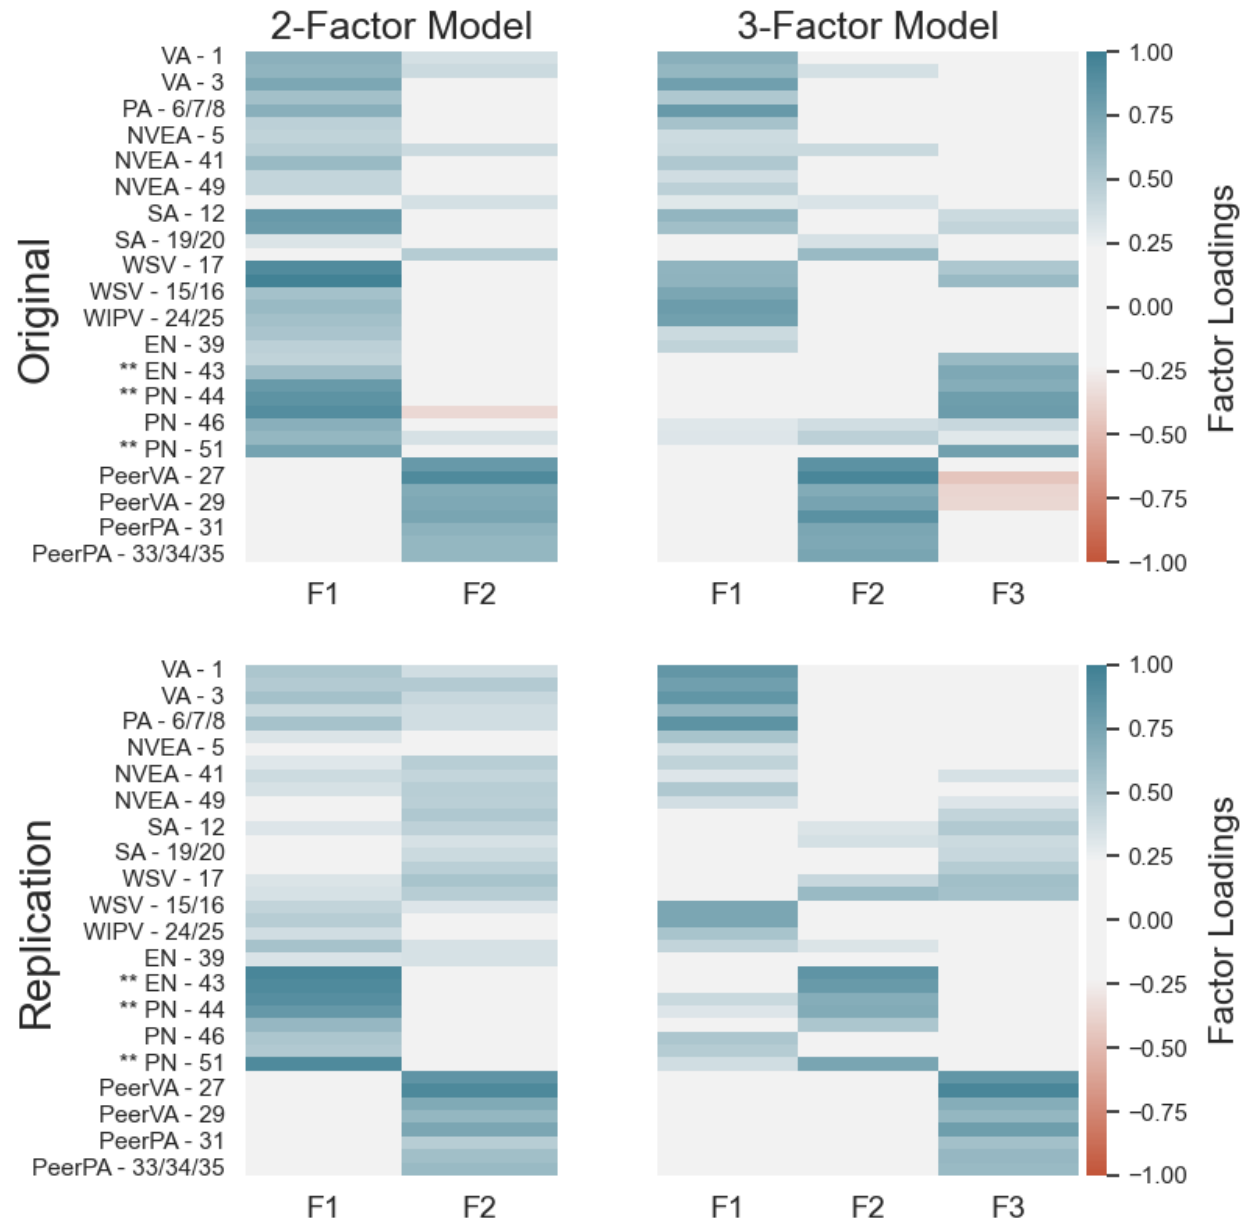 2-Factor Model
3-Factor Model
Original
VA - 1
VA - 3
PA - 6/7/8
NVEA - 5
NVEA - 41
NVEA - 49
SA - 12
SA - 19/20
WSV - 17
WSV - 15/16
WIPV - 24/25
EN - 39
** EN - 43
** PN - 44
PN - 46
** PN - 51
PeerVA - 27
PeerVA - 29
PeerPA - 31
PeerPA - 33/34/35
F1
F2
F1
F2
F3
1.00
0.75
0.50
0.25
0.00
−0.25
−0.50
−0.75
−1.00
Factor Loadings
Replication
VA - 1
VA - 3
PA - 6/7/8
NVEA - 5
NVEA - 41
NVEA - 49
SA - 12
SA - 19/20
WSV - 17
WSV - 15/16
WIPV - 24/25
EN - 39
** EN - 43
** PN - 44
PN - 46
** PN - 51
PeerVA - 27
PeerVA - 29
PeerPA - 31
PeerPA - 33/34/35
F1
F2
F1
F2
F3
1.00
0.75
0.50
0.25
0.00
−0.25
−0.50
−0.75
−1.00
Factor Loadings